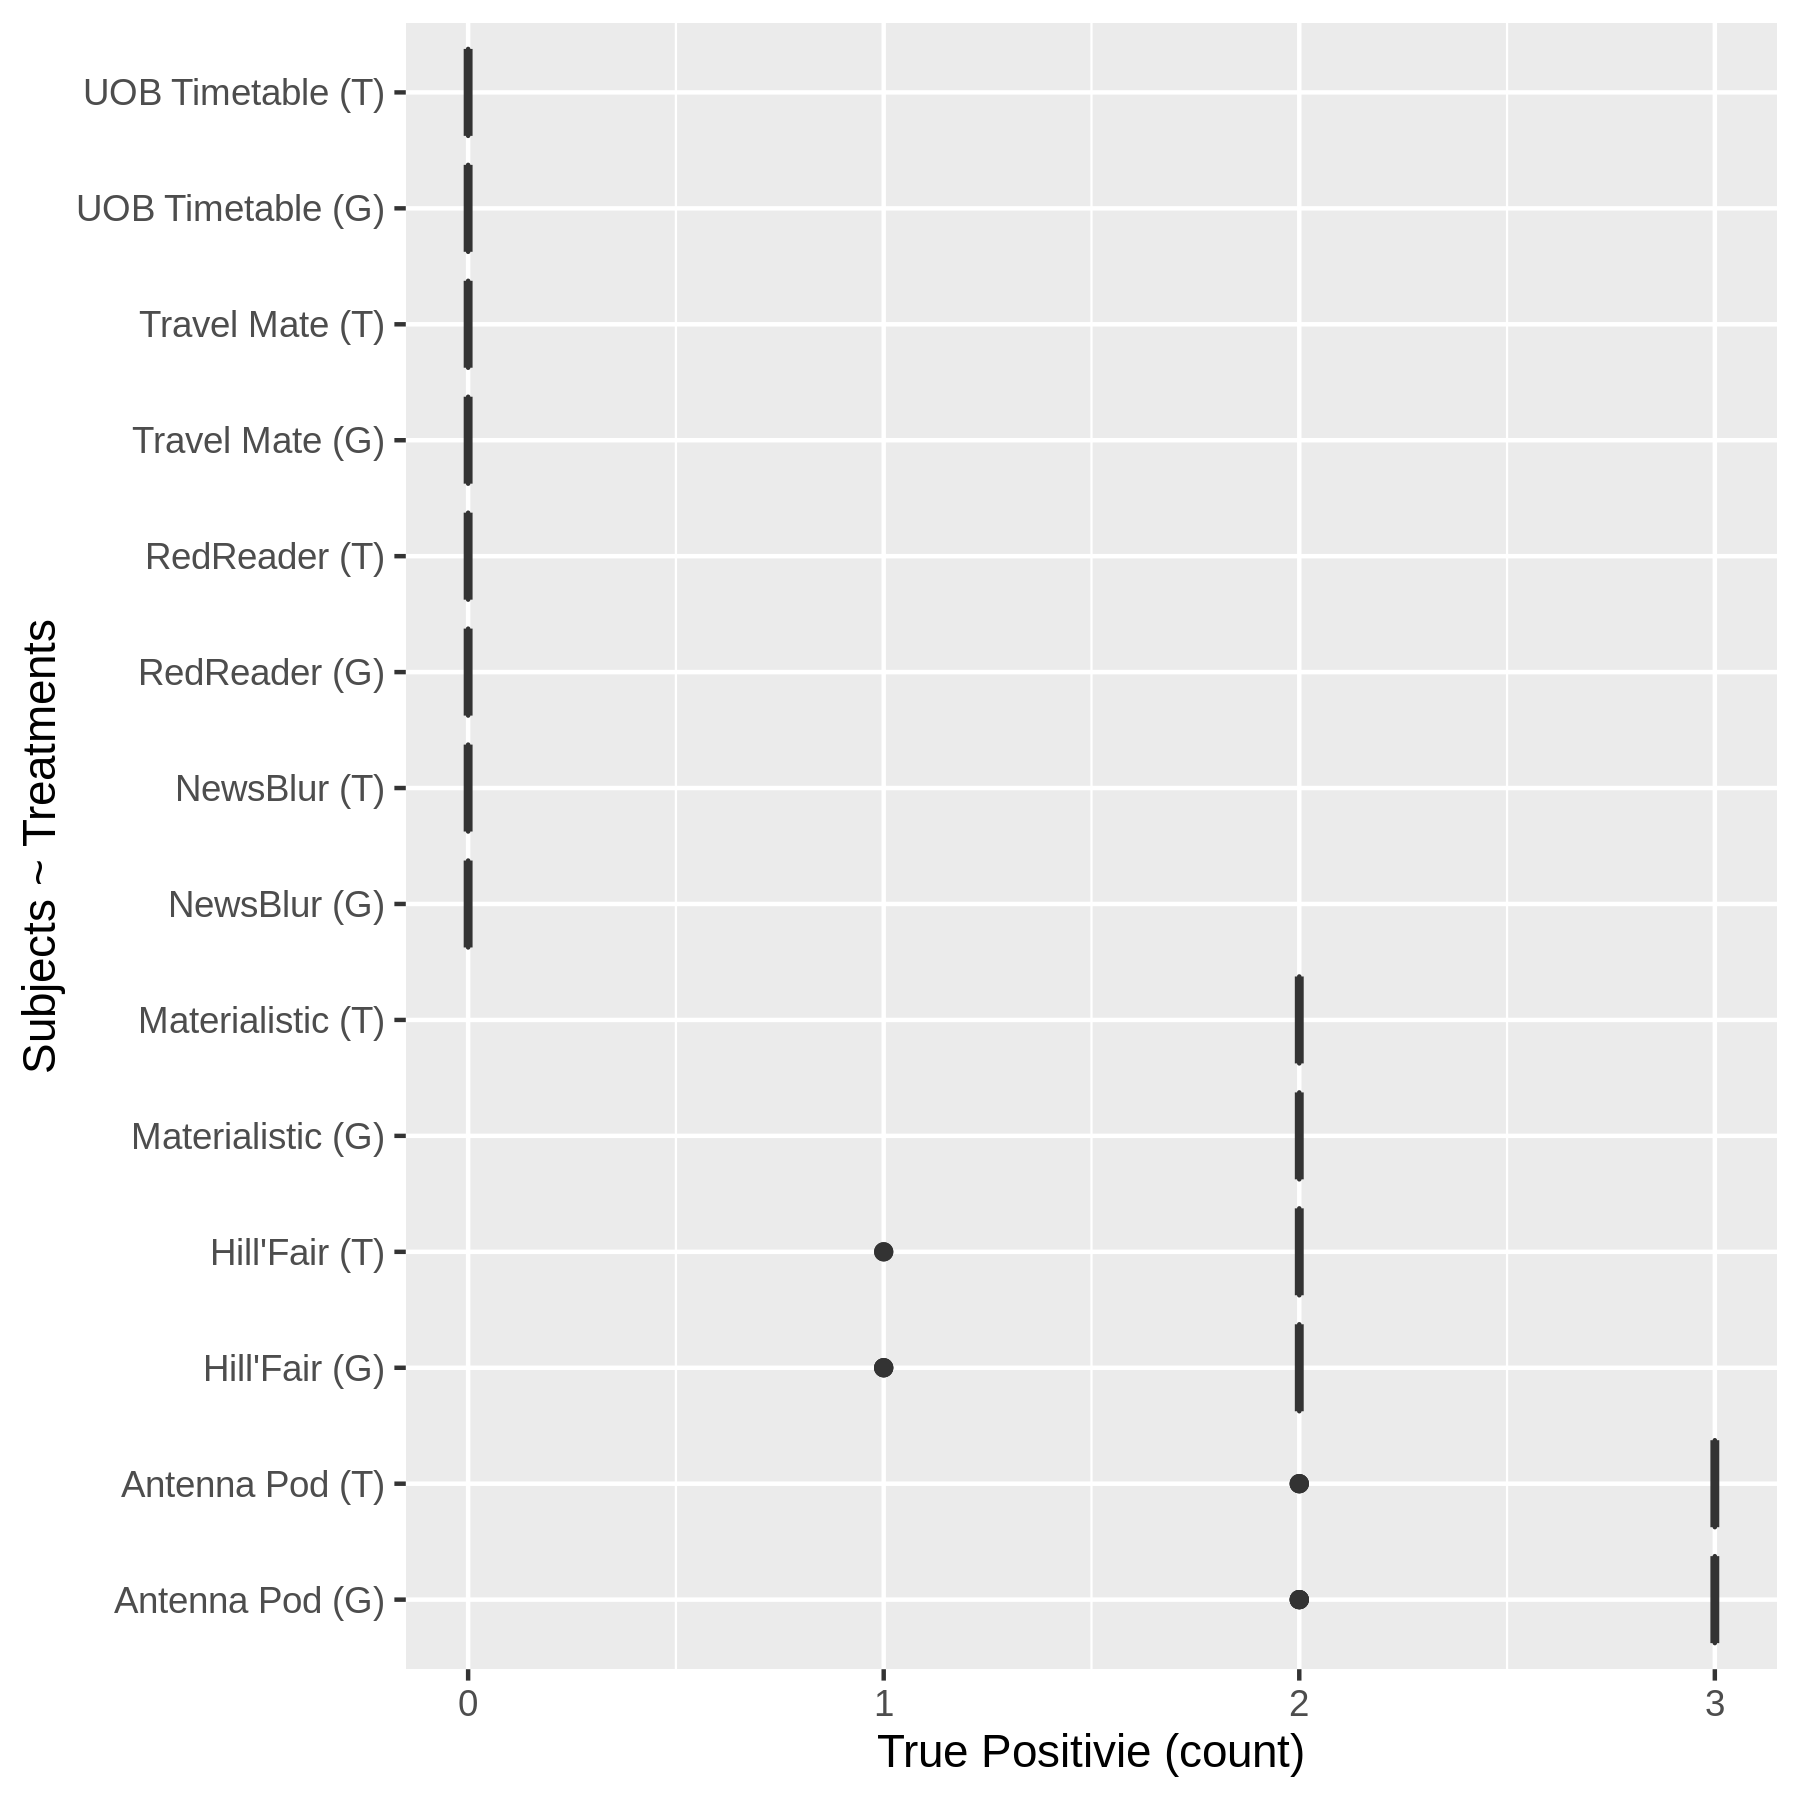 UOB Timetable (T)
UOB Timetable (G)
Travel Mate (T)
Travel Mate (G)
RedReader (T)
RedReader (G)
NewsBlur (T)
NewsBlur (G)
Materialistic (T)
Materialistic (G)
Hill'Fair (T)
Hill'Fair (G)
Antenna Pod (T)
Antenna Pod (G)
Subjects ~ Treatments
0 1 2 3
True Positivie (count)